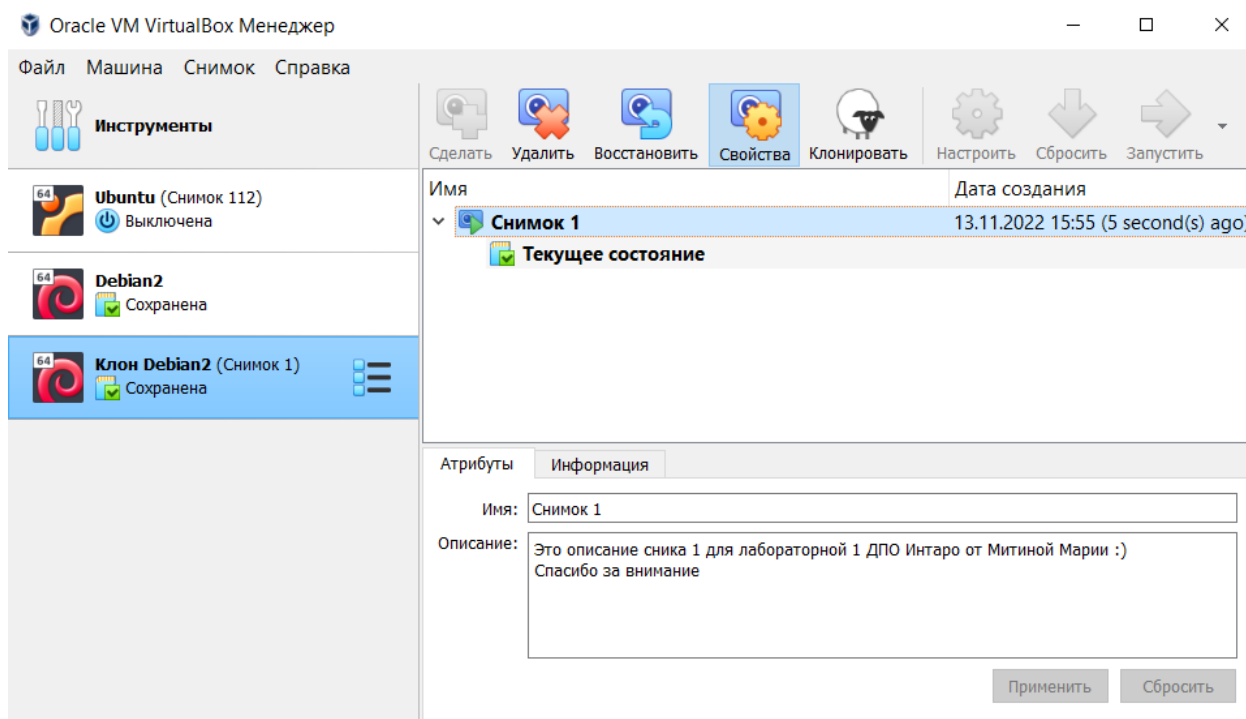 Oracle VM VirtualBox Менеджер
Файл Машина Снимок Справка
Инструменты
Сделать Удалить Восстановить Свойства Клонировать Настроить Сбросить Запустить
64
Ubuntu (Снимок 112)
Выключена
64
Debian2
Сохранена
64
Клон Debian2 (Снимок 1)
Сохранена
Имя Дата создания
Снимок 1 13.11.2022 15:55 (5 second(s) ago)
Текущее состояние
Атрибуты Информация
Имя: Снимок 1
Описание: Это описание сника 1 для лабораторной 1 ДПО Интаро от Митиной Марии :)
Спасибо за внимание
Применить Сбросить